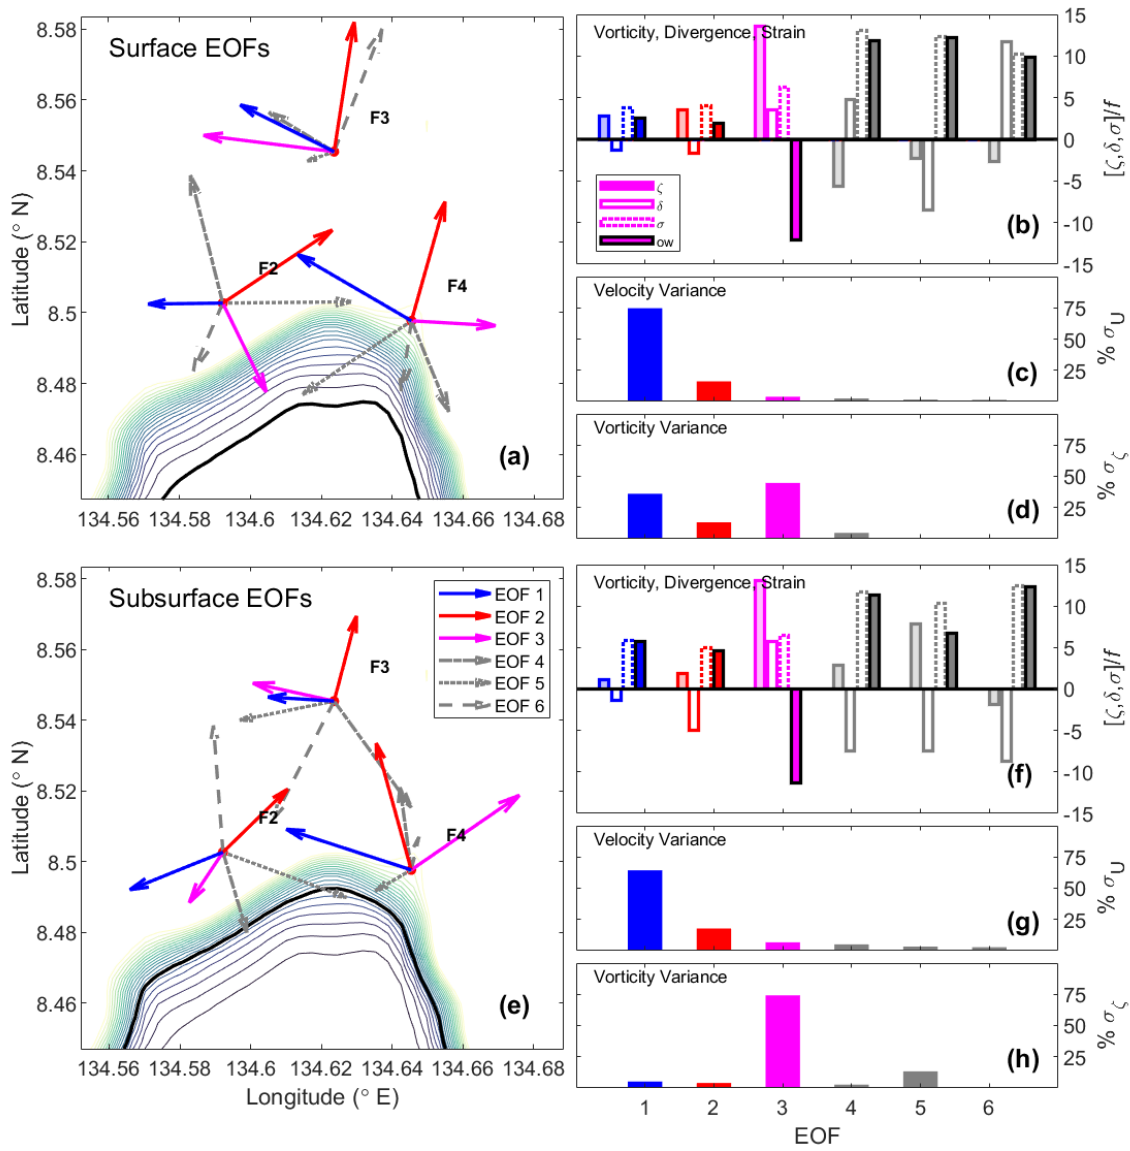 Surface EOFs
8.58
8.56
8.54
8.52
8.5
8.48
8.46
Latitude (° N)
F3
F2
F4
(a)
134.56 134.58 134.6 134.62 134.64 134.66 134.68
Vorticity, Divergence, Strain
15
10
5
0
-5
-10
-15
[ζ,δ,σ]/f
ζ
δ
σ
ow
(b)
Velocity Variance
75
50
25
% σU
(c)
Vorticity Variance
75
50
25
% σζ
(d)
Subsurface EOFs
8.58
8.56
8.54
8.52
8.5
8.48
8.46
Latitude (° N)
EOF 1
EOF 2
EOF 3
EOF 4
EOF 5
EOF 6
F3
F2
F4
(e)
134.56 134.58 134.6 134.62 134.64 134.66 134.68
Longitude (° E)
Vorticity, Divergence, Strain
15
10
5
0
-5
-10
-15
[ζ,δ,σ]/f
(f)
Velocity Variance
75
50
25
% σU
(g)
Vorticity Variance
75
50
25
% σζ
(h)
1 2 3 4 5 6
EOF